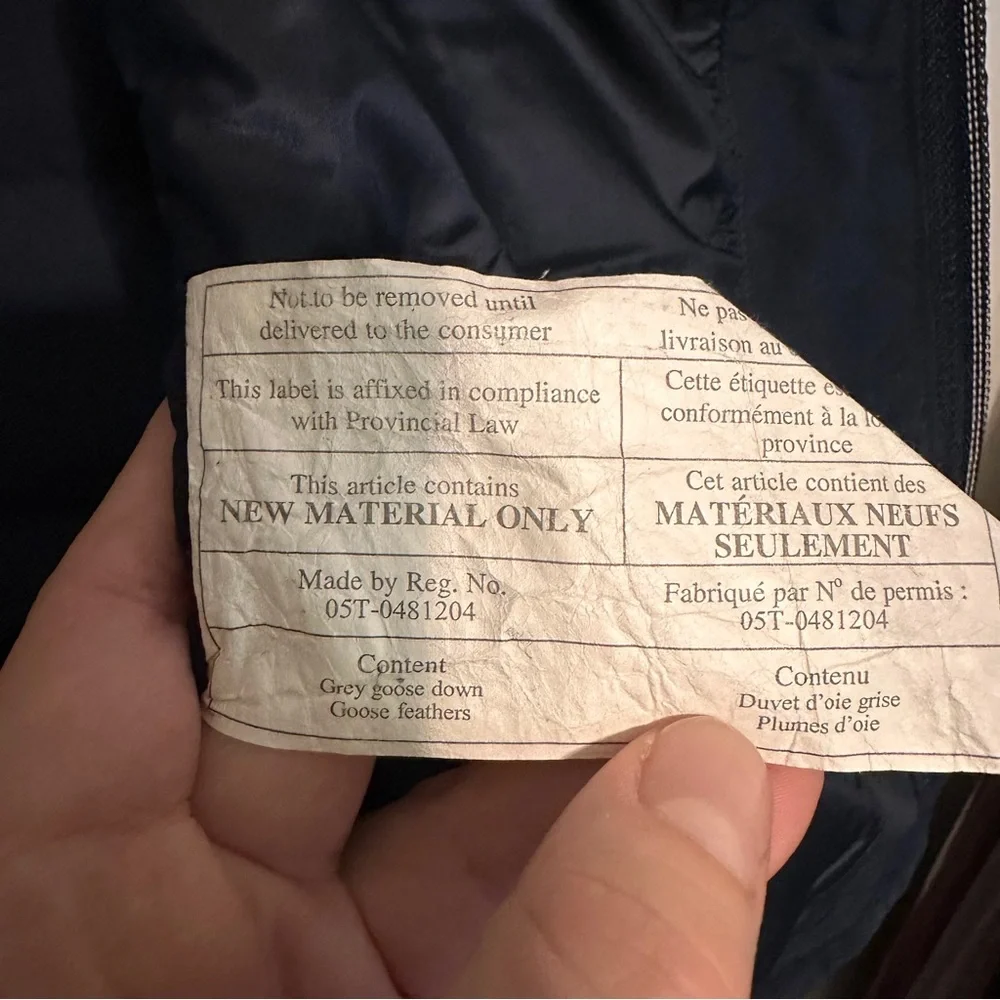 Not to be removed until
delivered to the consumer
Ne pas
livraison au
This label is affixed in compliance
with Provincial Law
Cette étiquette
conformément à la
province
This article contains
NEW MATERIAL ONLY
Cet article contient des
MATÉRIAUX NEUFS
SEULEMENT
Made by Reg. No.
05T-0481204
Fabriqué par Nº de permis :
05T-0481204
Content
Grey goose down
Goose feathers
Contenu
Duvet d'oie grise
Plumes d'oie